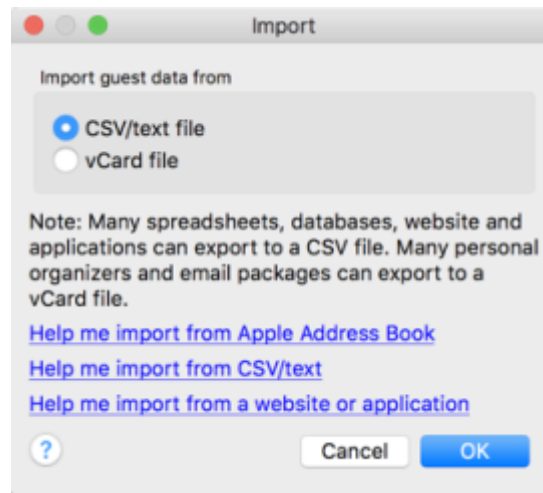 Import
Import guest data from
CSV/text file
vCard file
Note: Many spreadsheets, databases, website and
applications can export to a CSV file. Many personal
organizers and email packages can export to a
vCard file.
Help me import from Apple Address Book
Help me import from CSV/text
Help me import from a website or application
? Cancel OK